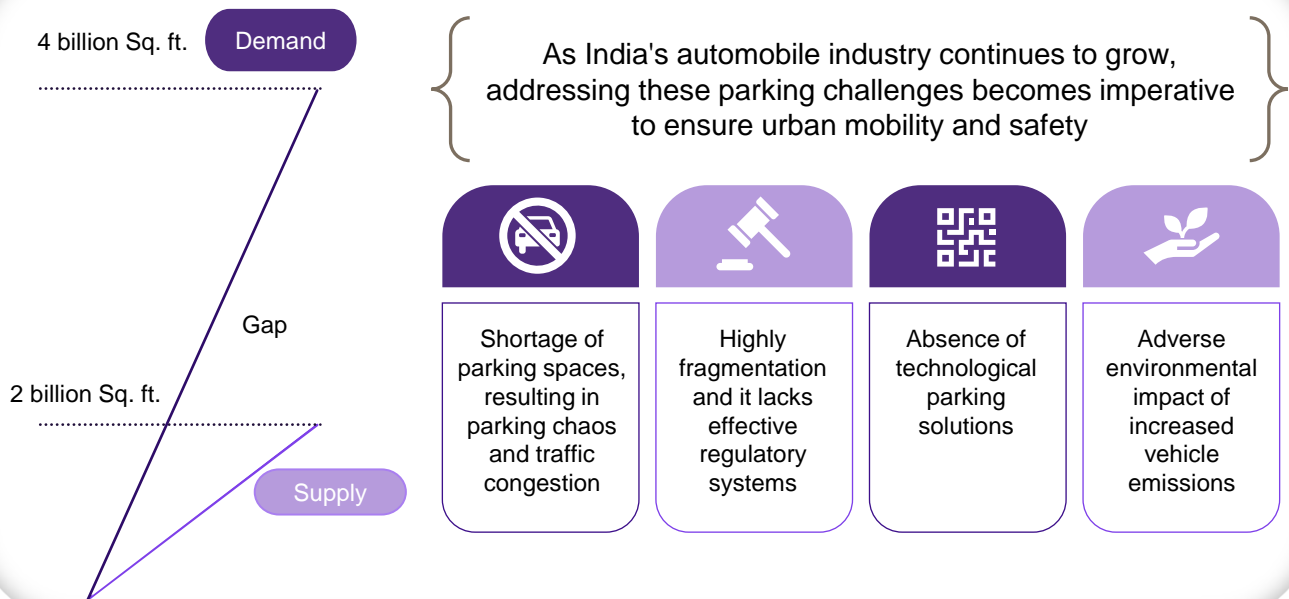 4 billion Sq. ft.
Demand
Gap
2 billion Sq. ft.
Supply
As India's automobile industry continues to grow,
addressing these parking challenges becomes imperative
to ensure urban mobility and safety
Shortage of
parking spaces,
resulting in
parking chaos
and traffic
congestion
Highly
fragmentation
and it lacks
effective
regulatory
systems
Absence of
technological
parking
solutions
Adverse
environmental
impact of
increased
vehicle
emissions